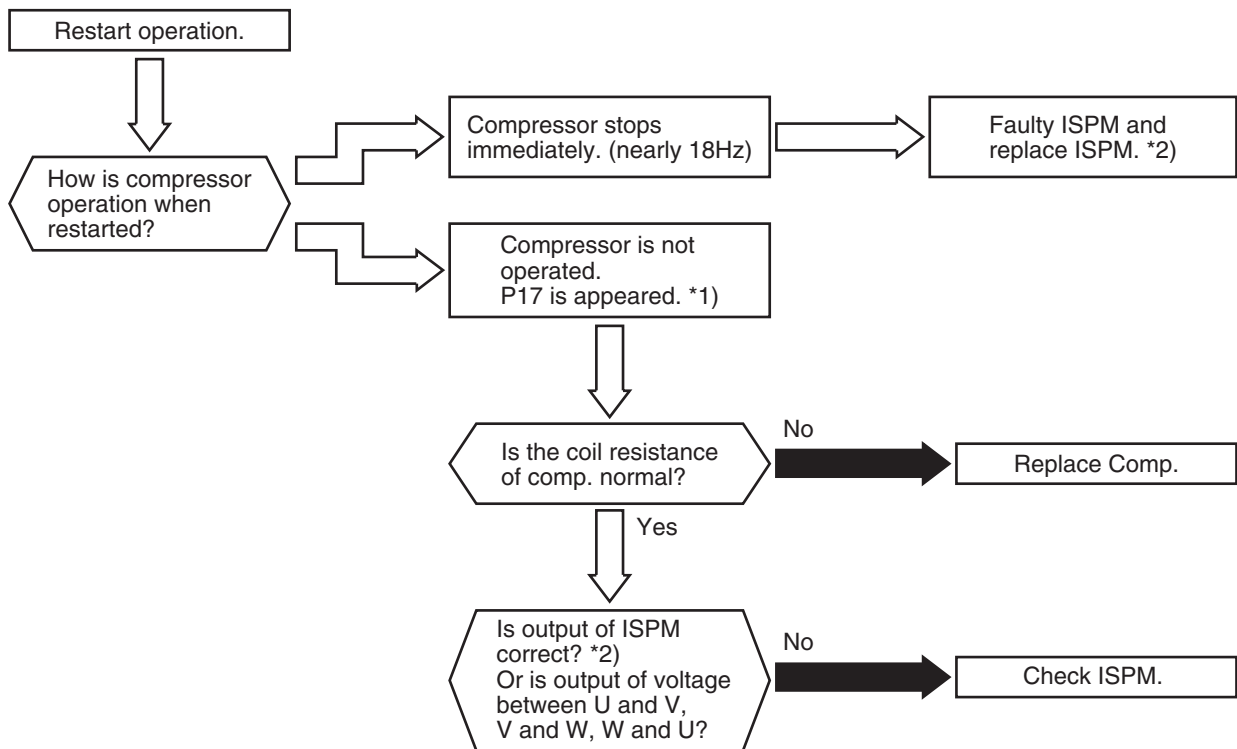 Restart operation.
How is compressor
operation when
restarted?
Compressor stops
immediately. (nearly 18Hz)
Faulty ISPM and
replace ISPM. *2)
Compressor is not
operated.
P17 is appeared. *1)
Is the coil resistance
of comp. normal?
No
Replace Comp.
Yes
Is output of ISPM
correct? *2)
Or is output of voltage
between U and V,
V and W, W and U?
No
Check ISPM.